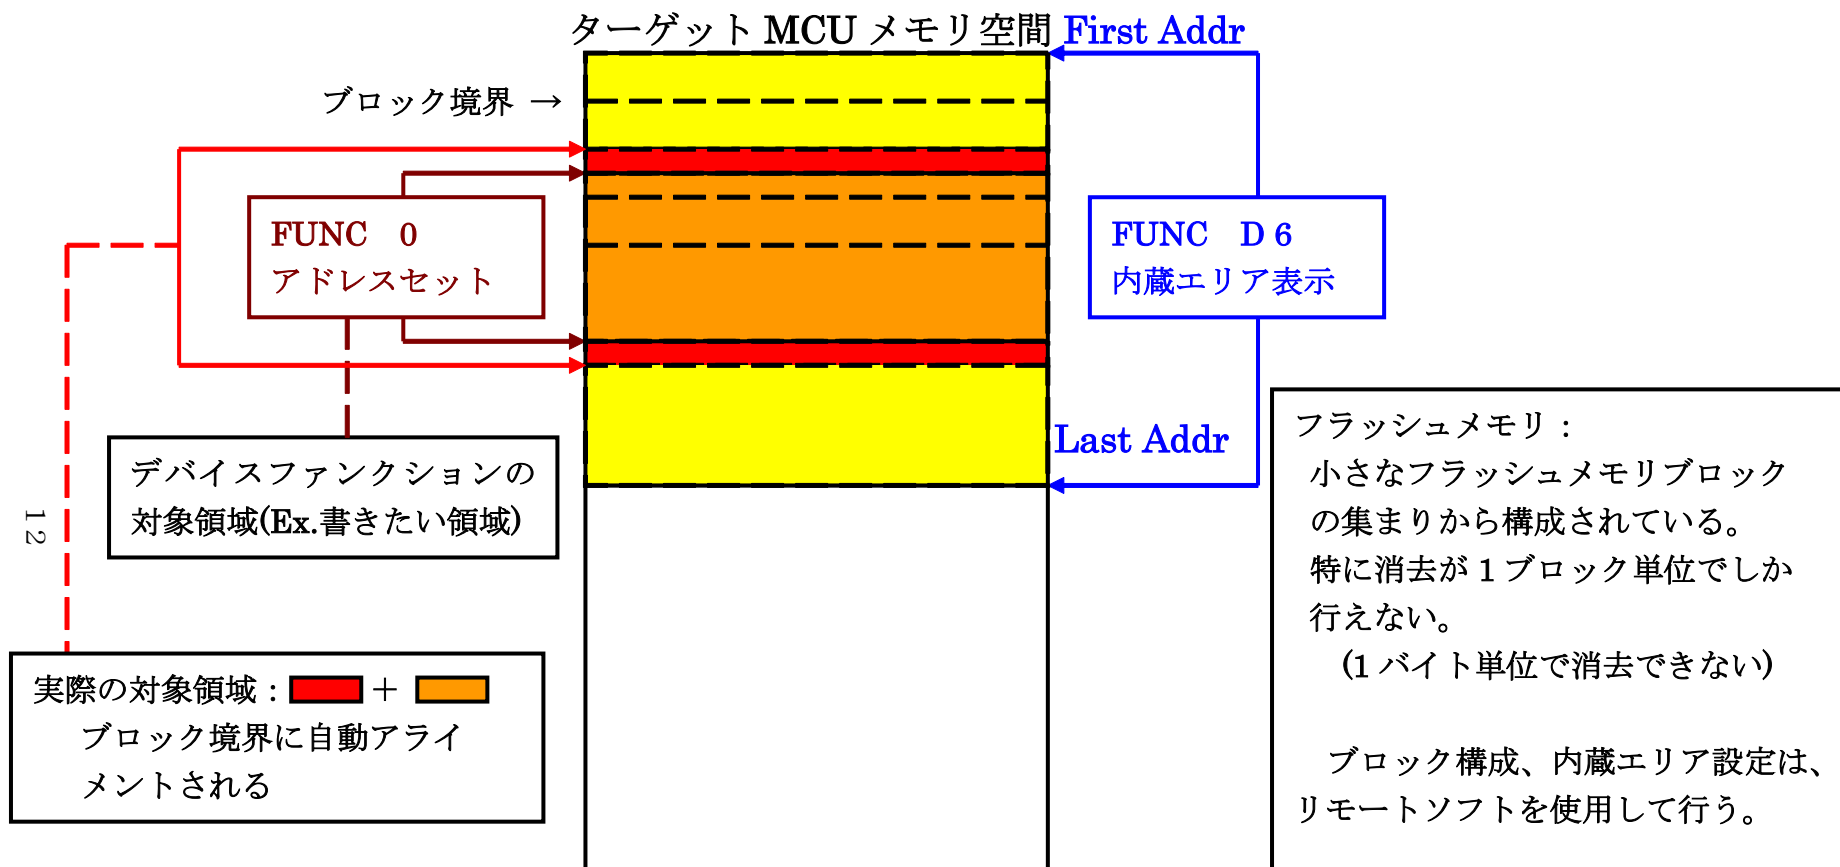 ターゲット MCU メモリ空間 First Addr
ブロック境界 →
FUNC 0
アドレスセット
FUNC D 6
内蔵エリア表示
Last Addr
デバイスファンクションの
対象領域(Ex.書きたい領域)
12
実際の対象領域： ＋
ブロック境界に自動アライ
メントされる
フラッシュメモリ：
小さなフラッシュメモリブロック
の集まりから構成されている。
特に消去が 1 ブロック単位でしか
行えない。
(1 バイト単位で消去できない)
ブロック構成、内蔵エリア設定は、
リモートソフトを使用して行う。